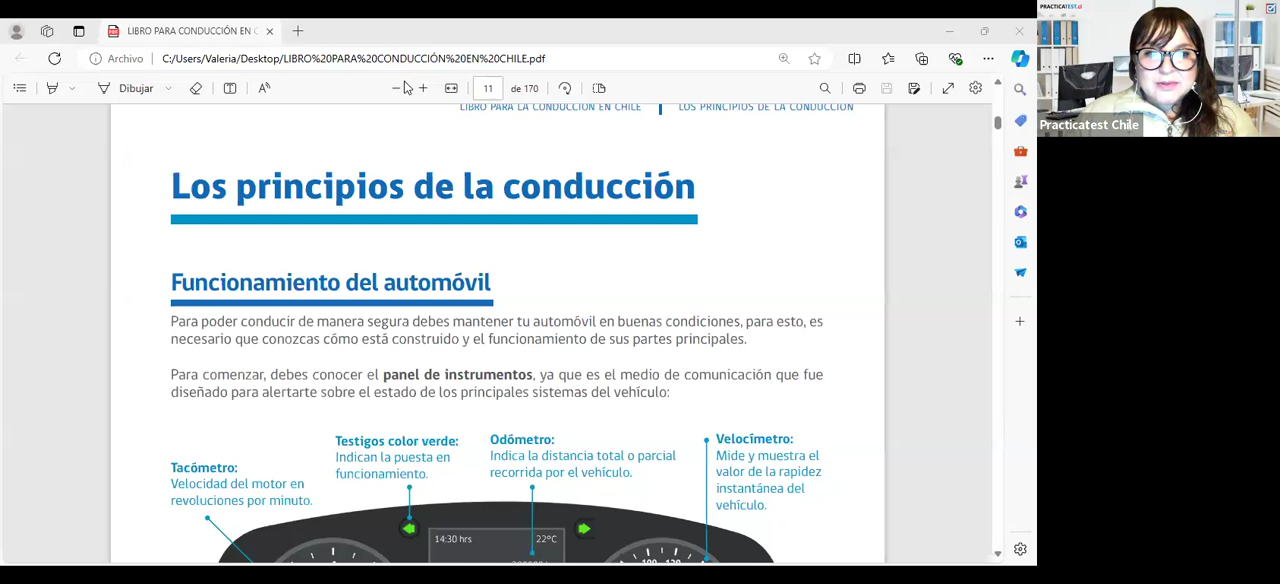 LIBRO PARA CONDUCCIÓN EN C
Archivo
C:/Users/Valeria/Desktop/LIBRO%20PARA%20CONDUCCIÓN%20EN%20CHILE.pdf
Dibujar
11 de 170
LIBRO PARA LA CONDUCCIÓN EN CHILE | LOS PRINCIPIOS DE LA CONDUCCIÓN
Los principios de la conducción
Funcionamiento del automóvil
Para poder conducir de manera segura debes mantener tu automóvil en buenas condiciones, para esto, es
necesario que conozcas cómo está construido y el funcionamiento de sus partes principales.
Para comenzar, debes conocer el panel de instrumentos, ya que es el medio de comunicación que fue
diseñado para alertarte sobre el estado de los principales sistemas del vehículo:
Tacómetro:
Velocidad del motor en
revoluciones por minuto.
Testigos color verde:
Indican la puesta en
funcionamiento.
Odómetro:
Indica la distancia total o parcial
recorrida por el vehículo.
Velocímetro:
Mide y muestra el
valor de la rapidez
instantánea del
vehículo.
14:30 hrs
22°C
100 120
PRACTICATEST.cl
Practicatest Chile